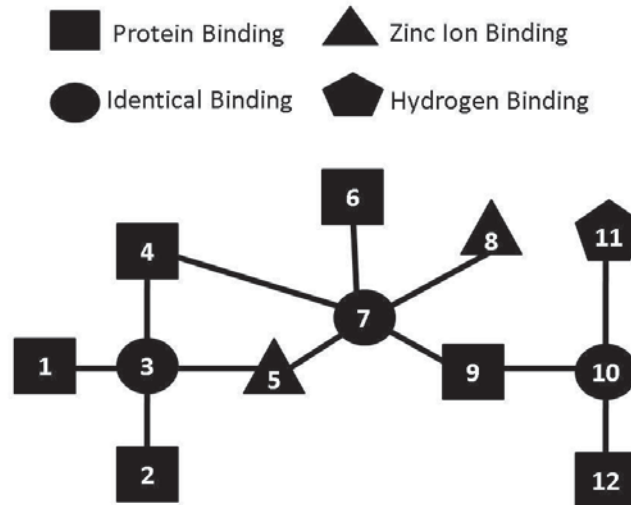 Protein Binding Zinc Ion Binding
Identical Binding Hydrogen Binding
6
4 8 11
7
1 3 5 9 10
2 12